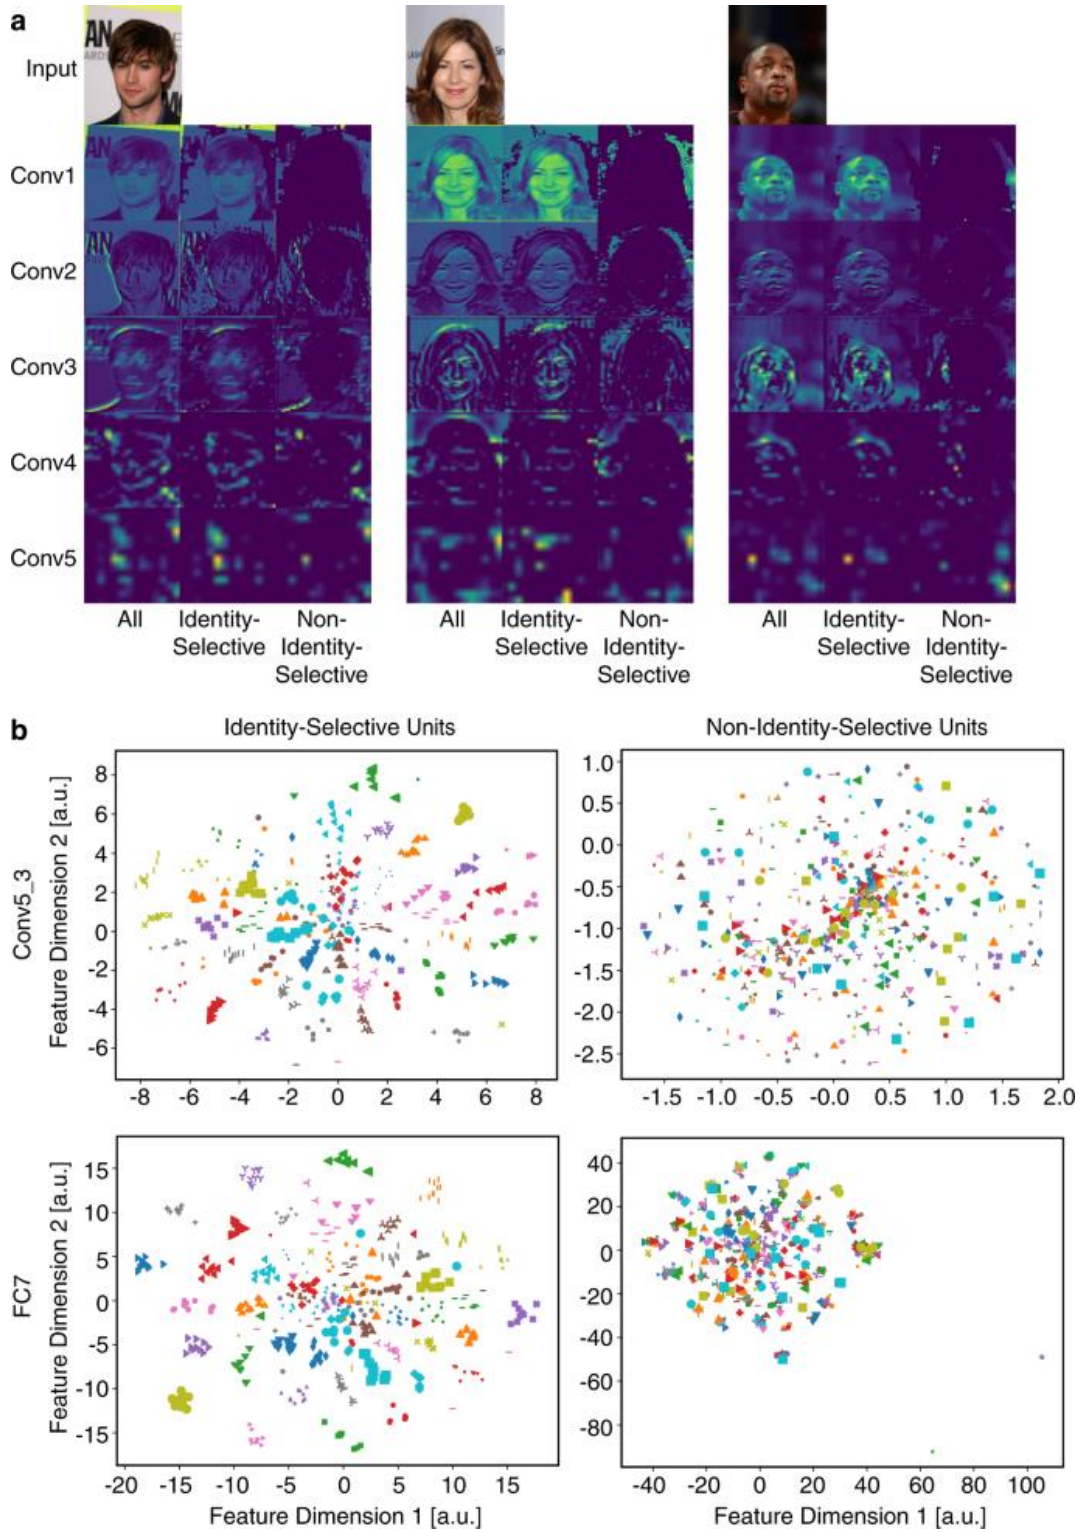 a
Input
AN
ARD
Conv1
Conv2
Conv3
Conv4
Conv5
All
Identity-
Selective
Non-
Identity-
Selective
All
Identity-
Selective
Non-
Identity-
Selective
All
Identity-
Selective
Non-
Identity-
Selective
b
Identity-Selective Units
Non-Identity-Selective Units
Conv5_3
Feature Dimension 2 [a.u.]
8
6
4
2
0
-2
-4
-6
-8 -6 -4 -2 0 2 4 6 8
1.0
0.5
0.0
-0.5
-1.0
-1.5
-2.0
-2.5
-1.5 -1.0 -0.5 -0.0 0.5 1.0 1.5 2.0
FC7
Feature Dimension 2 [a.u.]
15
10
5
0
-5
-10
-15
-20 -15 -10 -5 0 5 10 15
Feature Dimension 1 [a.u.]
40
20
0
-20
-40
-60
-80
-40 -20 0 20 40 60 80 100
Feature Dimension 1 [a.u.]